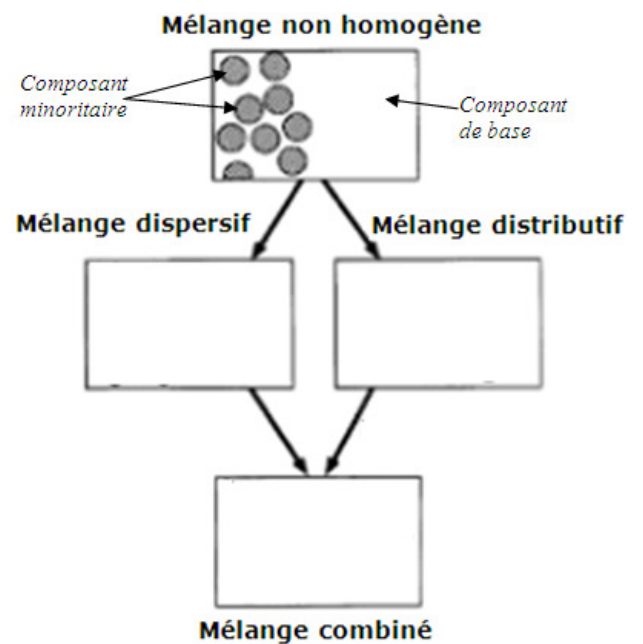 Mélange non homogène
Composant
minoritaire
Composant
de base
Mélange dispersif
Mélange distributif
Mélange combiné